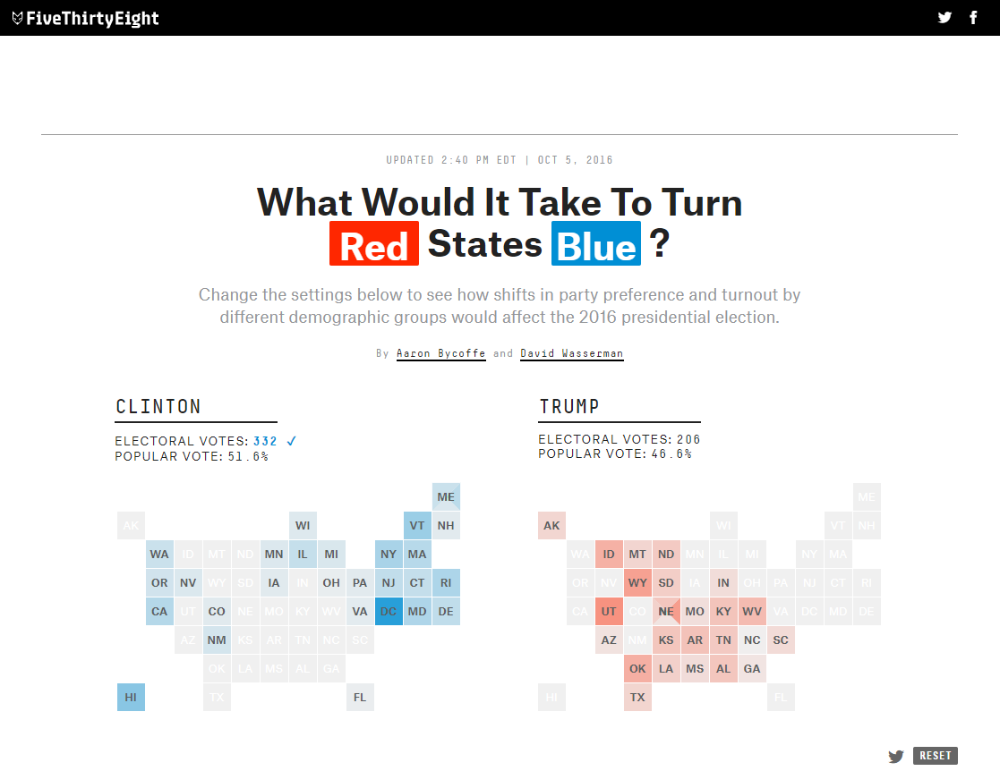 FiveThirtyEight
UPDATED 2:40 PM EDT | OCT 5, 2016
What Would It Take To Turn
Red States Blue ?
Change the settings below to see how shifts in party preference and turnout by
different demographic groups would affect the 2016 presidential election.
By Aaron Bycoffe and David Wasserman
CLINTON
ELECTORAL VOTES: 332 ✓
POPULAR VOTE: 51.6%
ME
AK WI VT NH
WA ID MT ND MN IL MI NY MA
OR NV WY SD IA IN OH PA NJ CT RI
CA UT CO NE MO KY WV VA DC MD DE
AZ NM KS AR TN NC SC
OK LA MS AL GA
HI TX FL
TRUMP
ELECTORAL VOTES: 206
POPULAR VOTE: 46.6%
ME
AK WI VT NH
WA ID MT ND MN IL MI NY MA
OR NV WY SD IA IN OH PA NJ CT RI
CA UT CO NE MO KY WV VA DC MD DE
AZ NM KS AR TN NC SC
OK LA MS AL GA
HI TX FL
RESET